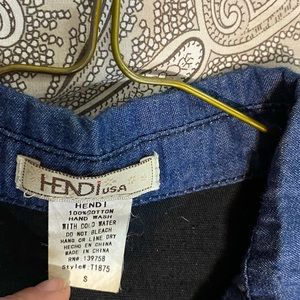 HENDI USA
HENDI
100%COTTON
HAND WASH
WITH COLD WATER
DO NOT BLEACH
HANG OR LINE DRY
MADE IN CHINA
HECHO EN CHINA
RN#: 139758
Style#:T1875
S